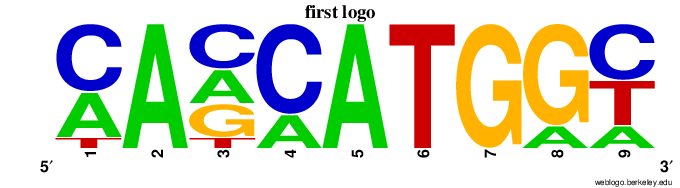 first logo
C A C C A T G G C
A A A A T
T G A A
T
1 2 3 4 5 6 7 8 9
5′ 3′
weblogo.berkeley.edu